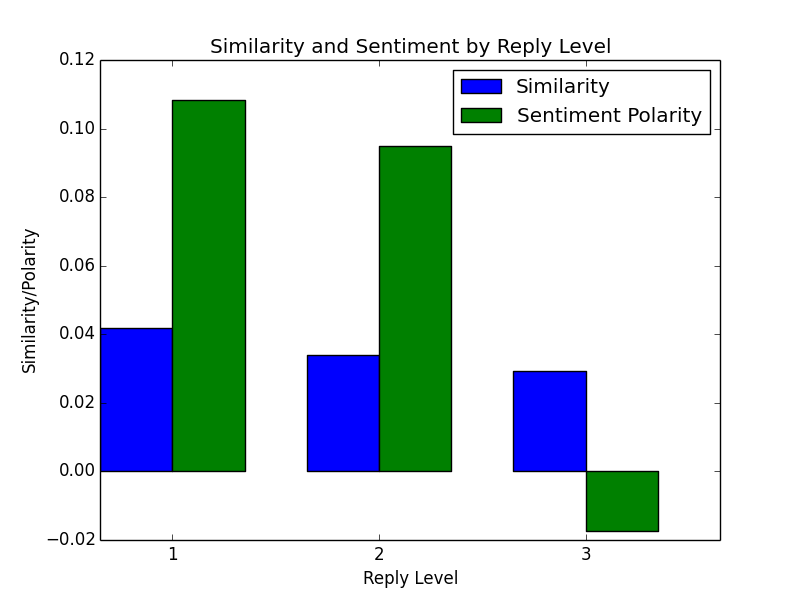 Similarity and Sentiment by Reply Level
0.12
0.10
0.08
0.06
0.04
0.02
0.00
−0.02
Similarity/Polarity
Similarity
Sentiment Polarity
1 2 3
Reply Level